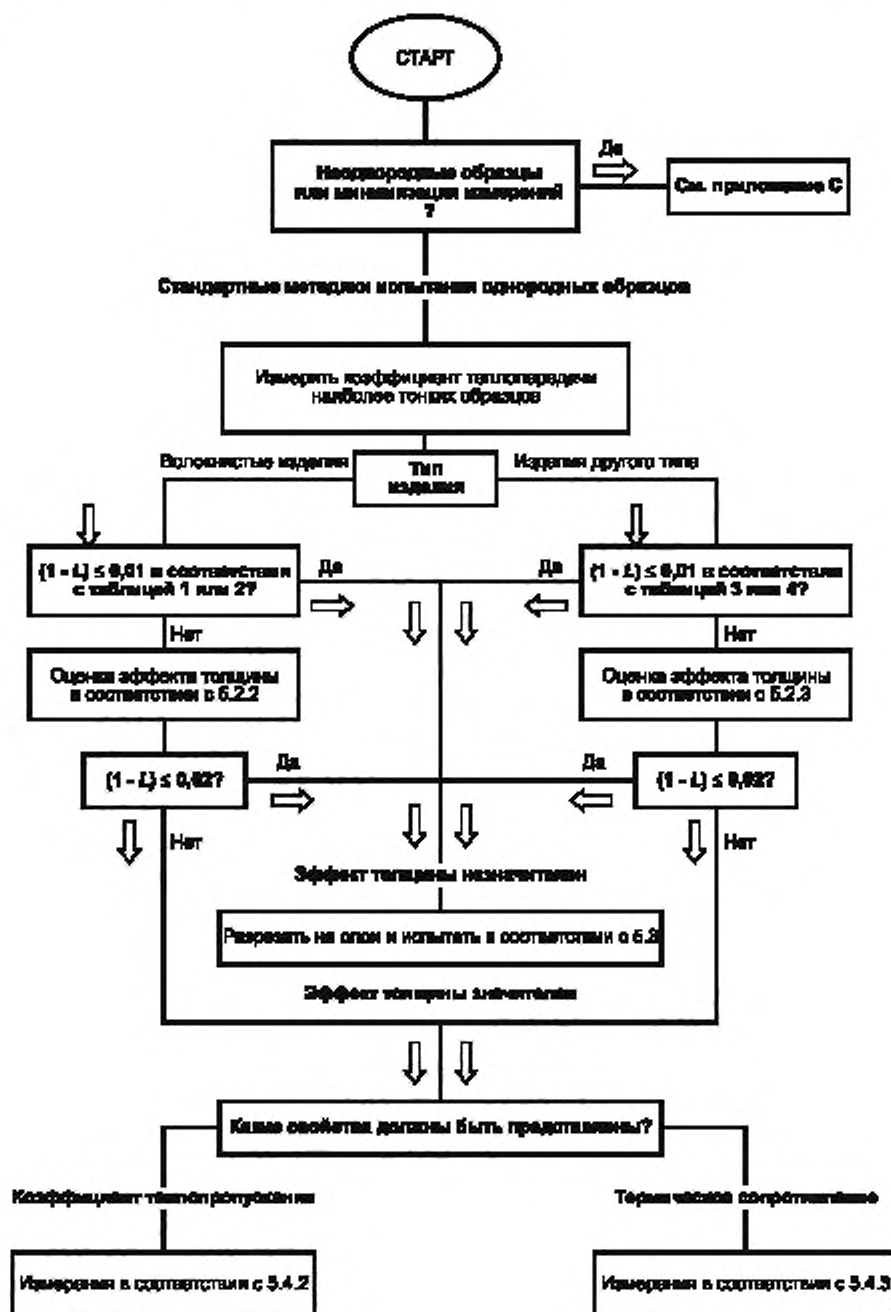 СТАРТ
Неоднородные образцы
или минимизация измерений
?
Да
См. приложение С
Стандартные методики испытания однородных образцов
Измерить коэффициент теплопередачи
наиболее тонких образцов
Волокнистые изделия
Тип
изделия
Изделия другого типа
(1 - L) ≤ 0,01 в соответствии
с таблицей 1 или 2?
Да
Да
(1 - L) ≤ 0,01 в соответствии
с таблицей 3 или 4?
Нет
Нет
Оценка эффекта толщины
в соответствии с 5.2.2
Оценка эффекта толщины
в соответствии с 5.2.3
(1 - L) ≤ 0,02?
Да
Да
(1 - L) ≤ 0,02?
Нет
Нет
Эффект толщины незначителен
Разрезать на слои и испытать в соответствии с 5.3
Эффект толщины значителен
Какие свойства должны быть представлены?
Коэффициент теплопропускания
Термическое сопротивление
Измерения в соответствии с 5.4.2
Измерения в соответствии с 5.4.3